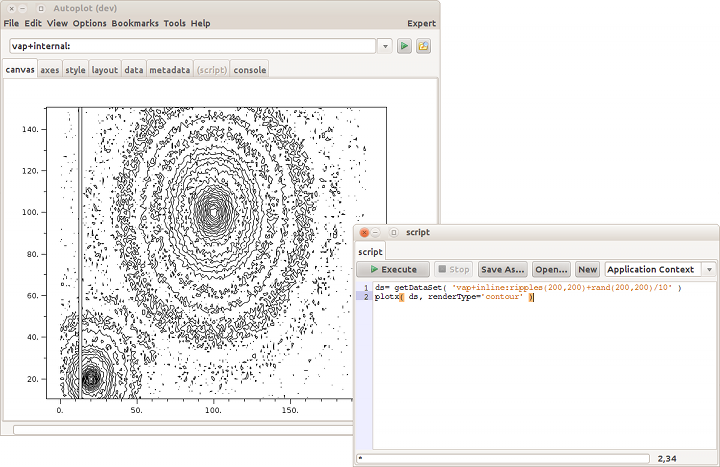 Autoplot (dev)
File Edit View Options Bookmarks Tools Help Expert
vap+internal:
canvas axes style layout data metadata (script) console
140.
120.
100.
80.
60.
40.
20.
0. 50. 100. 150.
script
script
Execute Stop Save As... Open... New Application Context
1 ds= getDataSet( 'vap+inline:ripples(200,200)+rand(200,200)/10' )
2 plotx( ds, renderType='contour' )
* 2,34